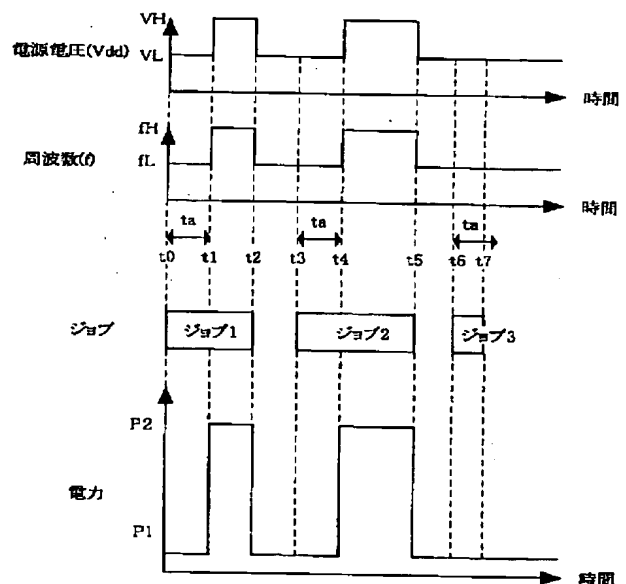 VH
電源電圧(Vdd)
VL
時間
fH
周波数(f)
fL
時間
ta
ta
ta
t0
t1
t2
t3
t4
t5
t6
t7
ジョブ
ジョブ1
ジョブ2
ジョブ3
P2
電力
P1
時間